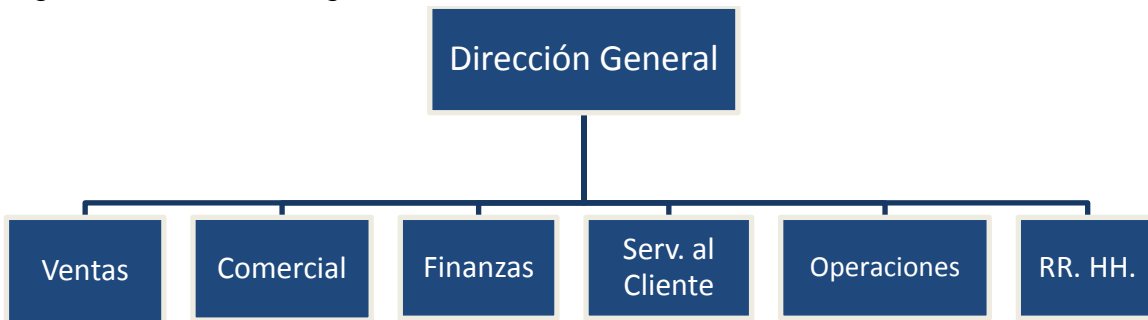 Dirección General
Ventas
Comercial
Finanzas
Serv. al
Cliente
Operaciones
RR. HH.